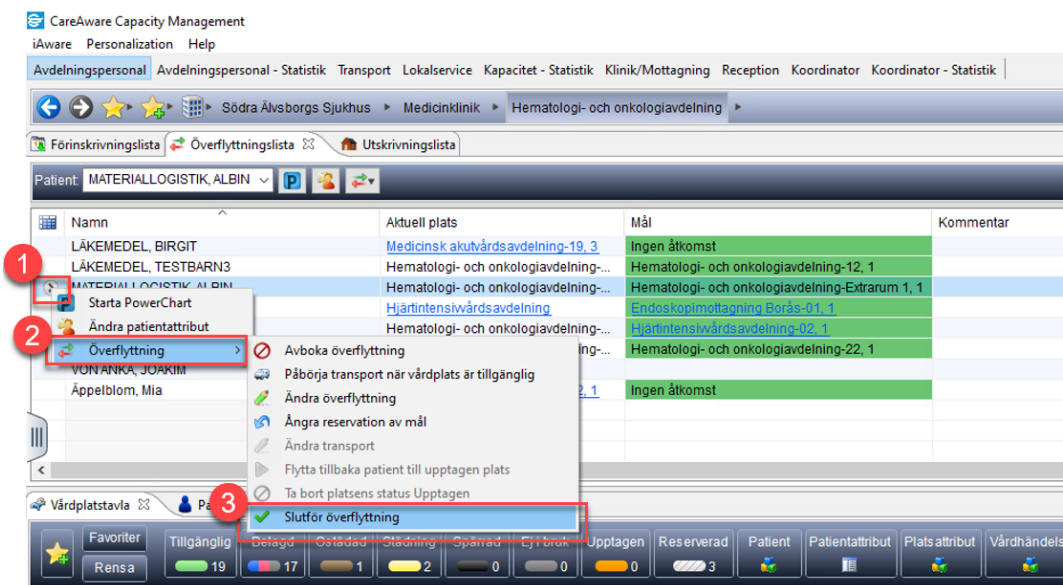 CareAware Capacity Management
iAware Personalization Help
Avdelningspersonal Avdelningspersonal - Statistik Transport Lokalservice Kapacitet - Statistik Klinik/Mottagning Reception Koordinator Koordinator - Statistik
Södra Älvsborgs Sjukhus Medicinklinik Hematologi- och onkologiavdelning
Förinskrivningslista Överflyttningslista Utskrivningslista
Patient: MATERIALLOGISTIK, ALBIN P
Namn Aktuell plats Mål Kommentar
LÄKEMEDEL, BIRGIT Medicinsk akutvårdsavdelning-19, 3 Ingen åtkomst
1
LÄKEMEDEL, TESTBARN3 Hematologi- och onkologiavdelning-... Hematologi- och onkologiavdelning-12, 1
MATERIALLOGISTIK, ALBIN Hematologi- och onkologiavdelning-... Hematologi- och onkologiavdelning-Extrarum 1, 1
P Starta PowerChart Hjärtintensivvårdsavdelning Endoskopimottagning Borås-01, 1
Ändra patientattribut Hematologi- och onkologiavdelning-... Hjärtintensivvårdsavdelning-02, 1
2
Överflyttning ing-... Hematologi- och onkologiavdelning-22, 1
VON ANKA, JOAKIM
Äppelblom, Mia 2, 1 Ingen åtkomst
Avboka överflyttning
Påbörja transport när vårdplats är tillgänglig
Ändra överflyttning
Ångra reservation av mål
Ändra transport
Flytta tillbaka patient till upptagen plats
Ta bort platsens status Upptagen
3
Slutför överflyttning
Vårdplatstavla Pa
Favoriter Tillgänglig Belagd Ostädad Städning Spärrad Ej i bruk Upptagen Reserverad Patient Patientattribut Platsattribut Vårdhändels
Rensa 19 17 1 2 0 0 0 3